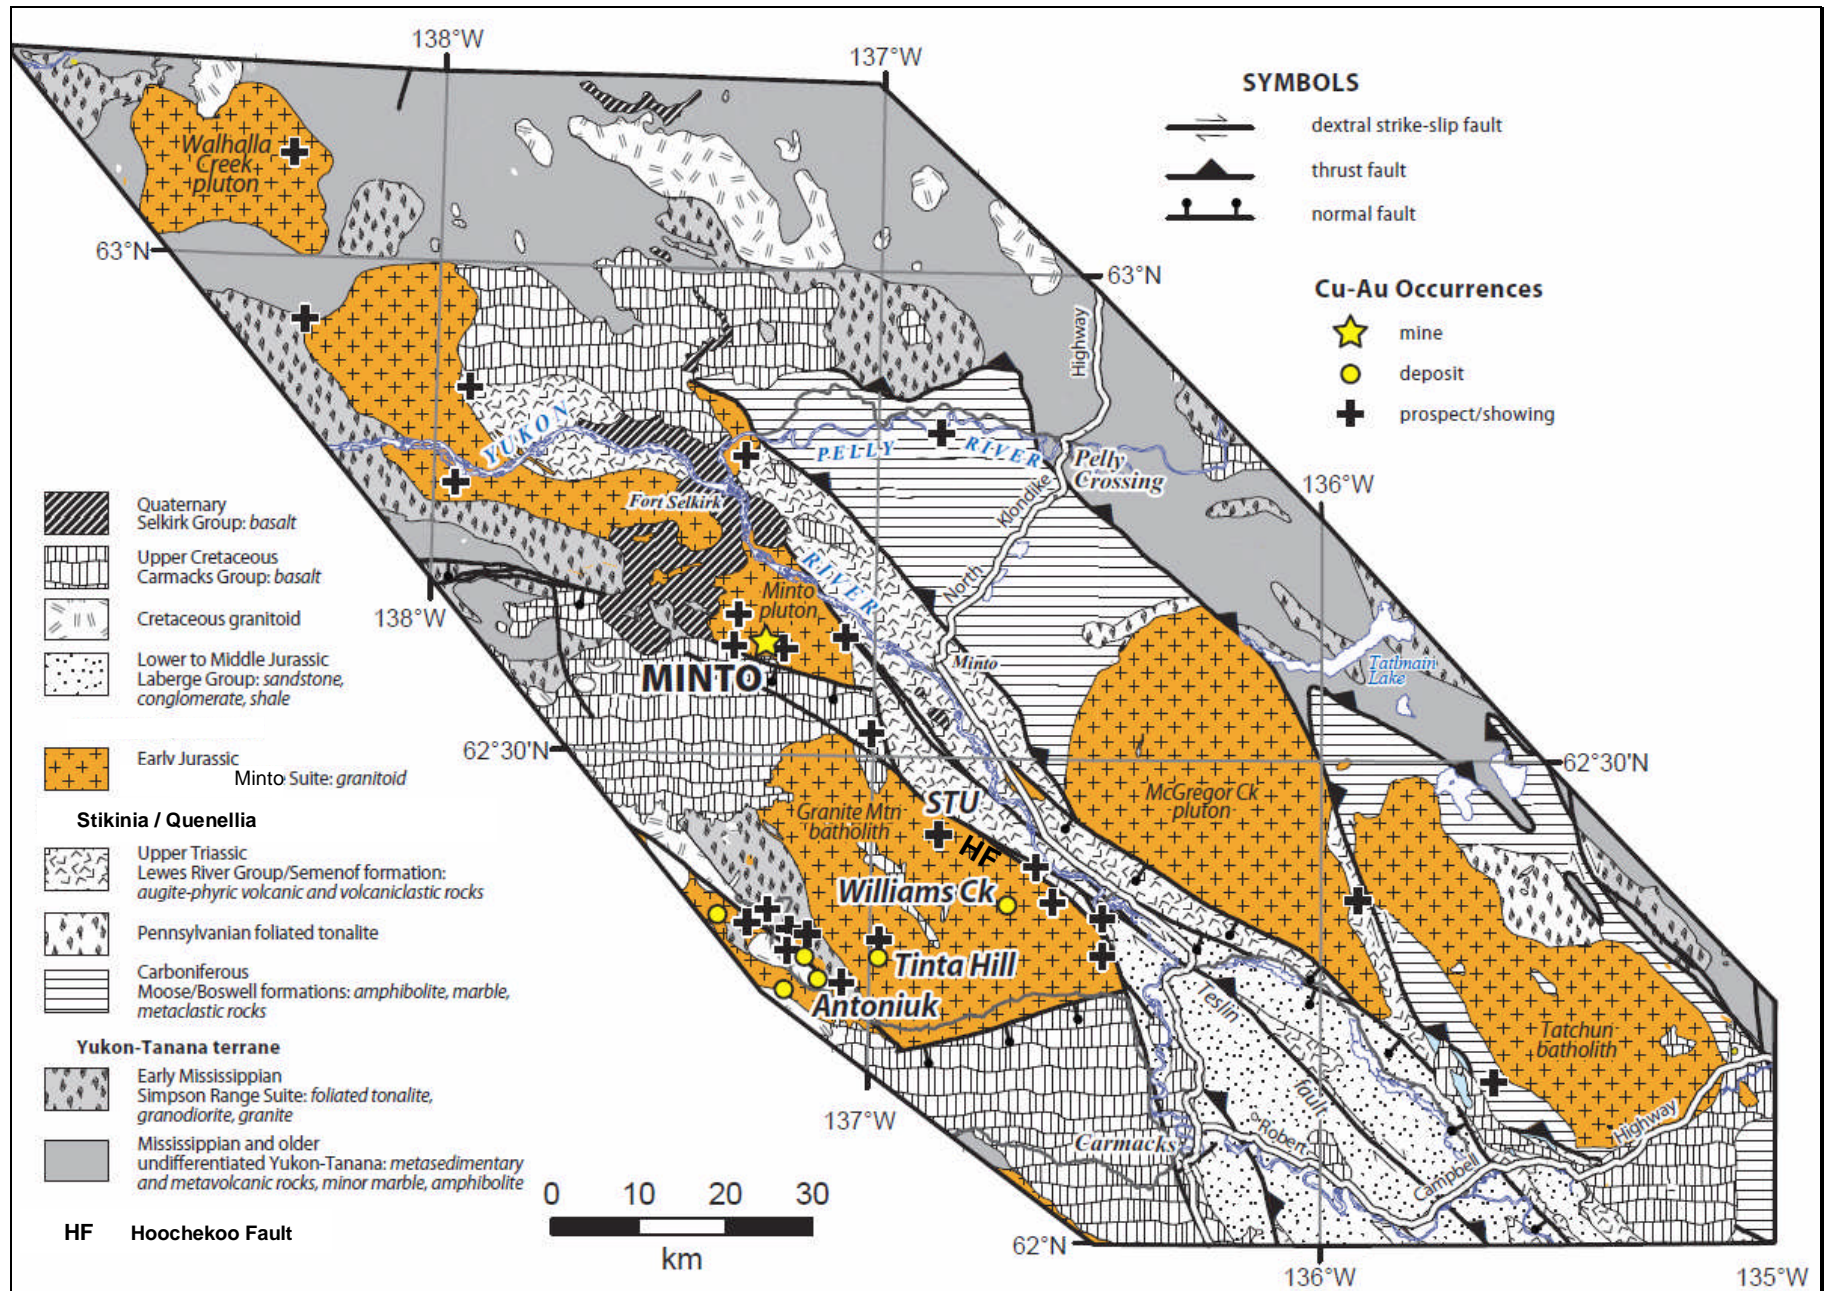 138°W
137°W
SYMBOLS
dextral strike-slip fault
thrust fault
normal fault
Walhalla
Creek
pluton
63°N
63°N
Cu-Au Occurrences
mine
deposit
prospect/showing
Highway
YUKON
PELLY
RIVER
Pelly
Crossing
136°W
Fort Selkirk
Klondike
North
RIVER
Minto
pluton
138°W
MINTO
Minto
Tatlmain
Lake
62°30'N
62°30'N
McGregor Ck
pluton
STU
Granite Mtn
batholith
HF
Williams Ck
Tinta Hill
Antoniuk
Teslin
fault
Tatchun
batholith
137°W
Carmacks
Robert
Campbell
Highway
62°N
136°W
135°W
Quaternary
Selkirk Group: basalt
Upper Cretaceous
Carmacks Group: basalt
Cretaceous granitoid
Lower to Middle Jurassic
Laberge Group: sandstone,
conglomerate, shale
Early Jurassic
Minto Suite: granitoid
Stikinia / Quenellia
Upper Triassic
Lewes River Group/Semenof formation:
augite-phyric volcanic and volcaniclastic rocks
Pennsylvanian foliated tonalite
Carboniferous
Moose/Boswell formations: amphibolite, marble,
metaclastic rocks
Yukon-Tanana terrane
Early Mississippian
Simpson Range Suite: foliated tonalite,
granodiorite, granite
Mississippian and older
undifferentiated Yukon-Tanana: metasedimentary
and metavolcanic rocks, minor marble, amphibolite
HF Hoochekoo Fault
0 10 20 30
km